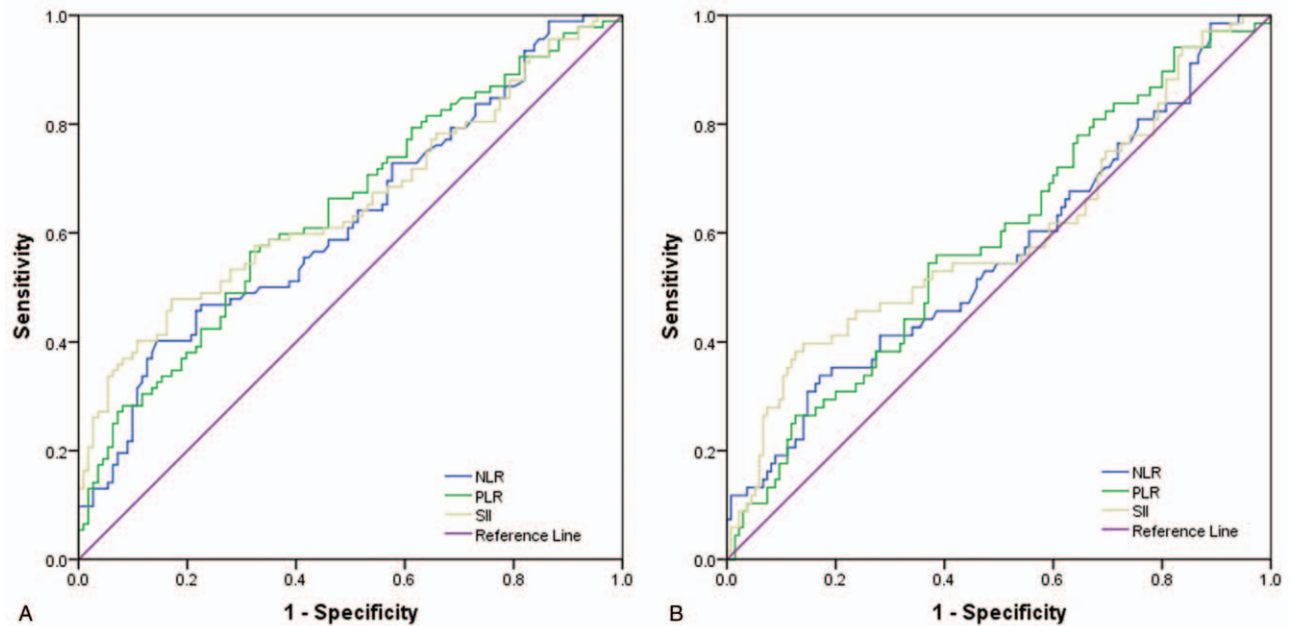 1.0
0.8
0.6
0.4
0.2
0.0
Sensitivity
0.0 0.2 0.4 0.6 0.8 1.0
1 - Specificity
NLR
PLR
SII
Reference Line
A
1.0
0.8
0.6
0.4
0.2
0.0
Sensitivity
0.0 0.2 0.4 0.6 0.8 1.0
1 - Specificity
NLR
PLR
SII
Reference Line
B